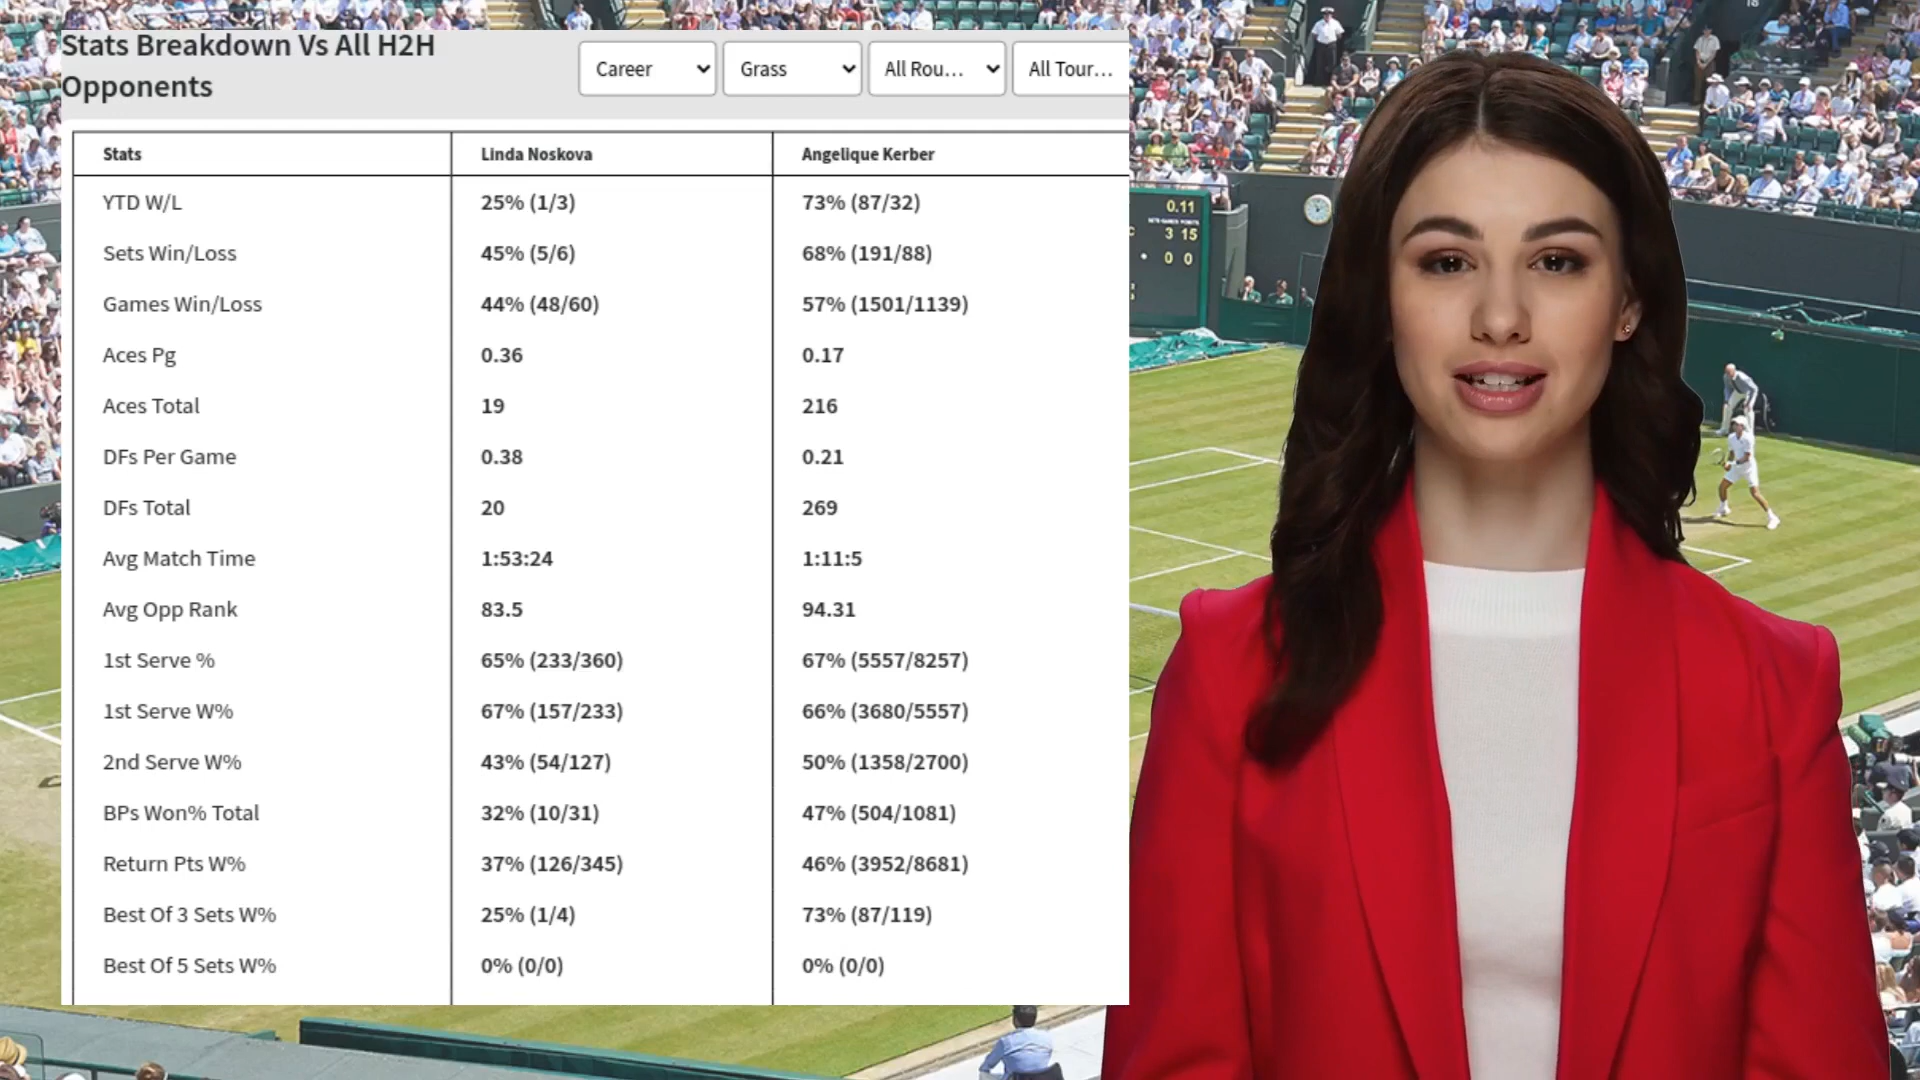 Stats Breakdown Vs All H2H
Opponents
Career
Grass
All Rou...
All Tour...
Stats Linda Noskova Angelique Kerber
YTD W/L 25% (1/3) 73% (87/32)
Sets Win/Loss 45% (5/6) 68% (191/88)
Games Win/Loss 44% (48/60) 57% (1501/1139)
Aces Pg 0.36 0.17
Aces Total 19 216
DFs Per Game 0.38 0.21
DFs Total 20 269
Avg Match Time 1:53:24 1:11:5
Avg Opp Rank 83.5 94.31
1st Serve % 65% (233/360) 67% (5557/8257)
1st Serve W% 67% (157/233) 66% (3680/5557)
2nd Serve W% 43% (54/127) 50% (1358/2700)
BPs Won% Total 32% (10/31) 47% (504/1081)
Return Pts W% 37% (126/345) 46% (3952/8681)
Best Of 3 Sets W% 25% (1/4) 73% (87/119)
Best Of 5 Sets W% 0% (0/0) 0% (0/0)
18
0.11
3 15
0 0